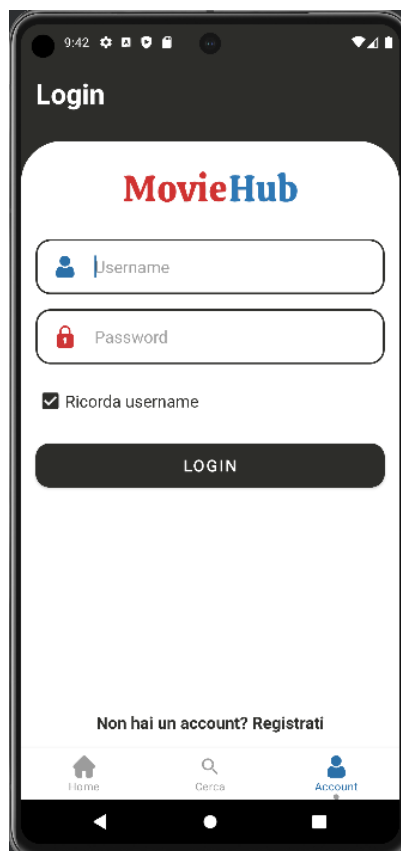 9:42
Login
MovieHub
Username
Password
Ricorda username
LOGIN
Non hai un account? Registrati
Home Cerca Account